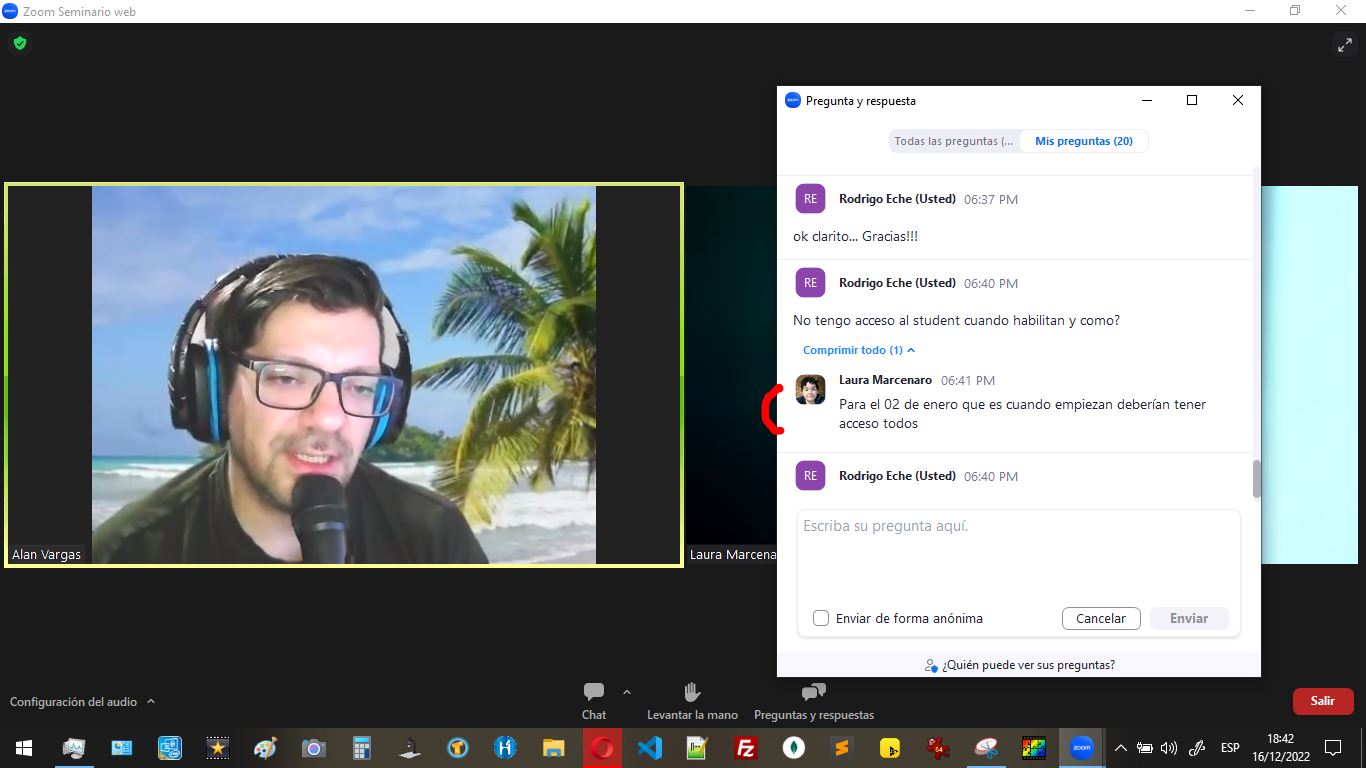 Zoom Seminario web
Pregunta y respuesta
Todas las preguntas (...
Mis preguntas (20)
RE
Rodrigo Eche (Usted) 06:37 PM
ok clarito... Gracias!!!
RE
Rodrigo Eche (Usted) 06:40 PM
No tengo acceso al student cuando habilitan y como?
Comprimir todo (1)
Laura Marcenaro 06:41 PM
Para el 02 de enero que es cuando empiezan deberían tener
acceso todos
RE
Rodrigo Eche (Usted) 06:40 PM
Escriba su pregunta aquí.
Enviar de forma anónima
Cancelar
Enviar
¿Quién puede ver sus preguntas?
Alan Vargas
Laura Marcena
Configuración del audio
Chat
Levantar la mano
Preguntas y respuestas
Salir
zoom
ESP
18:42
16/12/2022